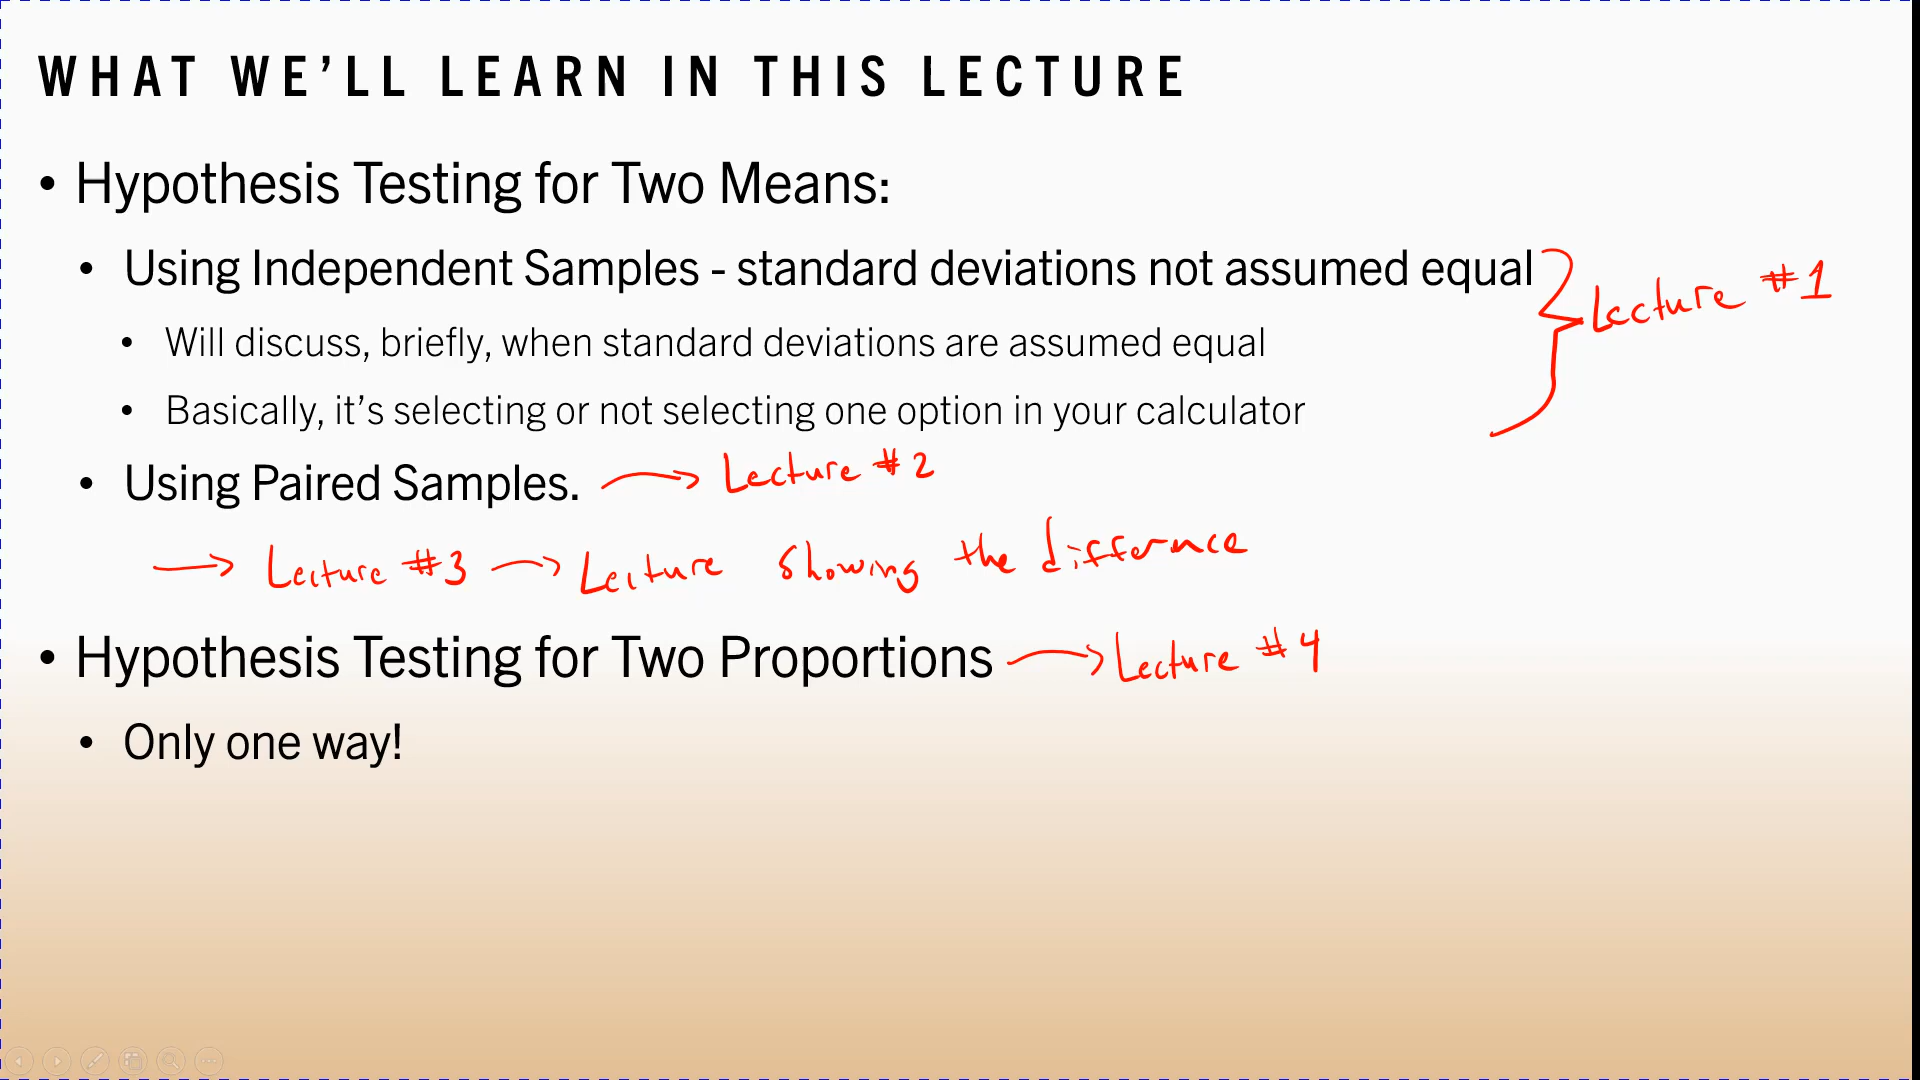 WHAT WE'LL LEARN IN THIS LECTURE
• Hypothesis Testing for Two Means:
• Using Independent Samples - standard deviations not assumed equal
Lecture #1
• Will discuss, briefly, when standard deviations are assumed equal
• Basically, it's selecting or not selecting one option in your calculator
• Using Paired Samples. → Lecture #2
→ Lecture #3 → Lecture showing the difference
• Hypothesis Testing for Two Proportions → Lecture #4
• Only one way!